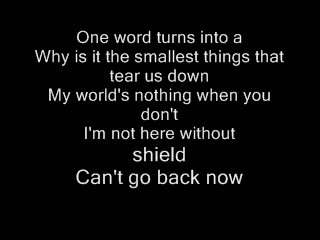 One word turns into a
Why is it the smallest things that
tear us down
My world's nothing when you
don't
I'm not here without
shield
Can't go back now